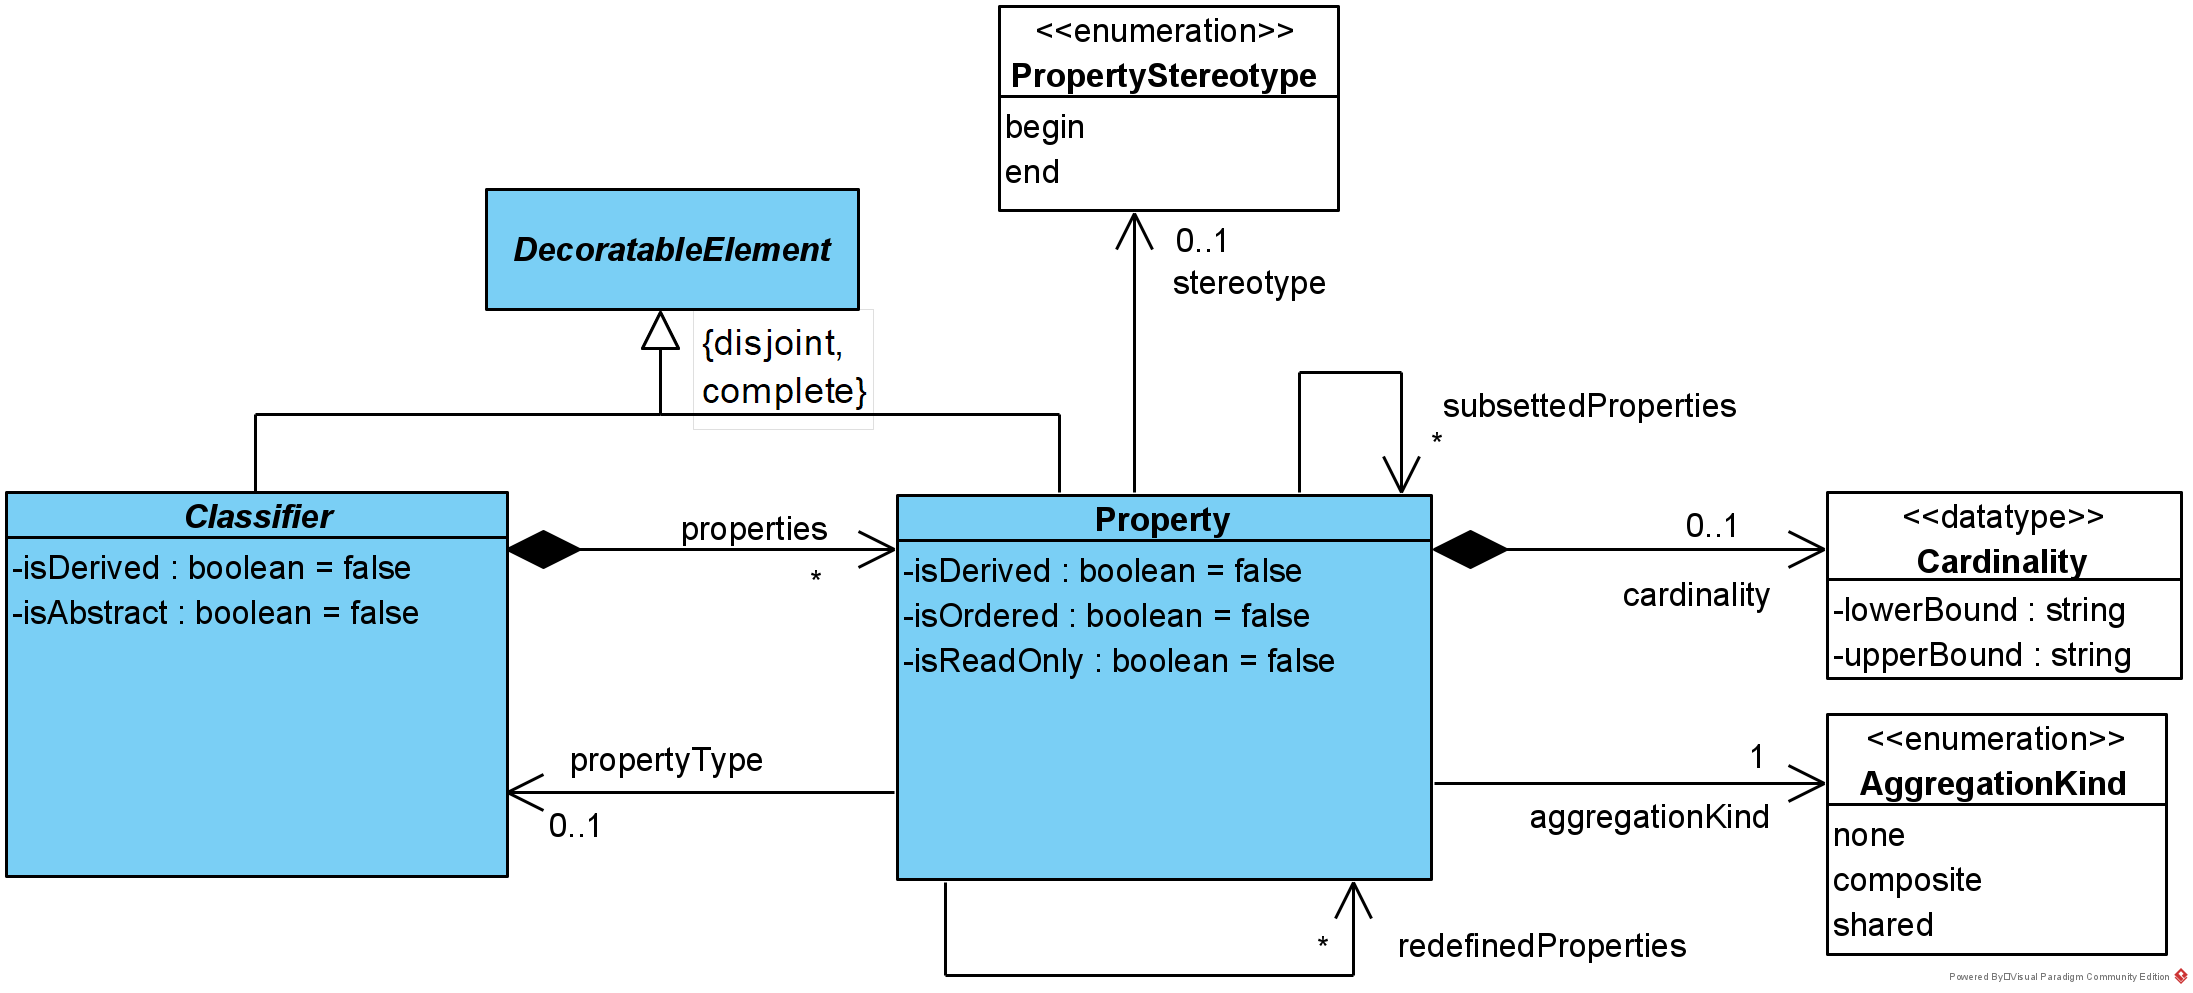 <<enumeration>>
PropertyStereotype
begin
end
DecoratableElement
0..1
stereotype
{disjoint,
complete}
subsettedProperties
*
Classifier
-isDerived : boolean = false
-isAbstract : boolean = false
properties
*
Property
-isDerived : boolean = false
-isOrdered : boolean = false
-isReadOnly : boolean = false
0..1
cardinality
<<datatype>>
Cardinality
-lowerBound : string
-upperBound : string
propertyType
0..1
1
aggregationKind
<<enumeration>>
AggregationKind
none
composite
shared
*
redefinedProperties
Powered By□Visual Paradigm Community Edition